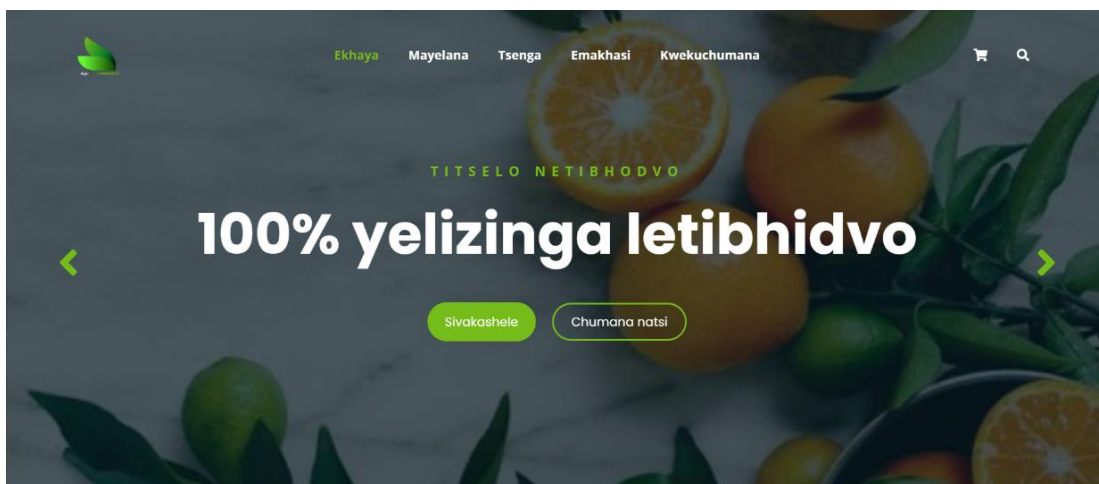 Ekhaya Mayelana Tsenga Emakhasi Kwekuchumana
TITSELO NETIBHODVO
100% yelizinga letibhidvo
Sivakashele Chumana natsi